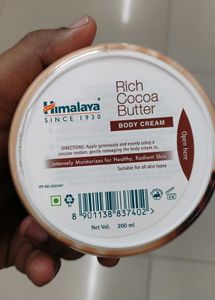 Himalaya
SINCE 1930
Rich
Cocoa
Butter
BODY CREAM
Open here
DIRECTIONS: Apply generously and evenly using a
circular motion, gently massaging the body cream in.
Intensely Moisturizes for Healthy, Radiant Skin
Suitable for all skin types
8 901138 837402
Net Vol. 200 ml